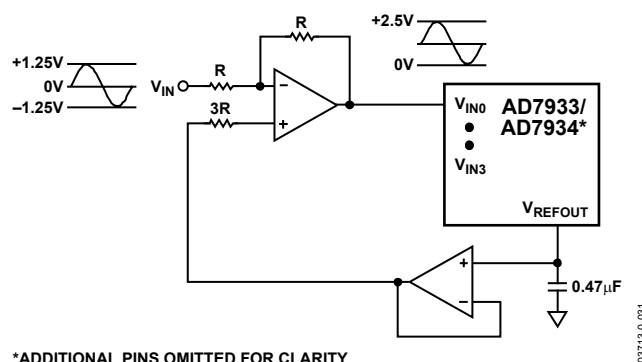 +1.25V
0V
–1.25V
VIN
R
R
3R
−
+
+2.5V
0V
VIN0
AD7933/
AD7934*
VIN3
VREFOUT
+
−
0.47µF
*ADDITIONAL PINS OMITTED FOR CLARITY